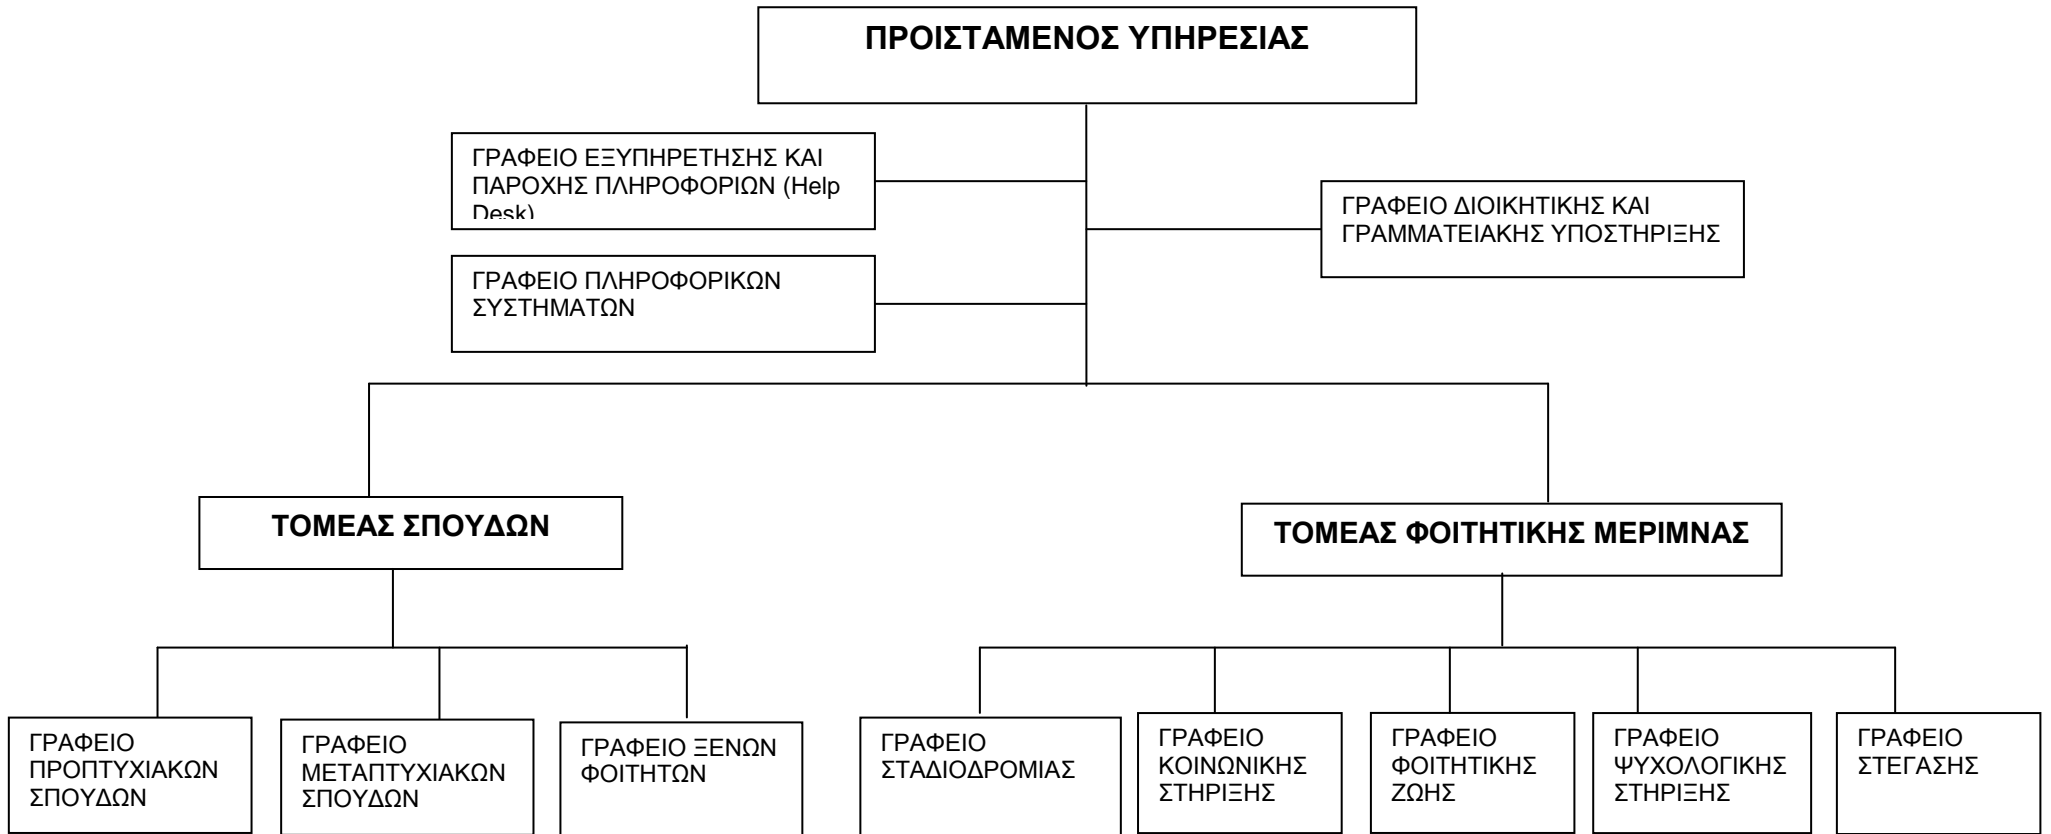 ΠΡΟΙΣΤΑΜΕΝΟΣ ΥΠΗΡΕΣΙΑΣ
ΓΡΑΦΕΙΟ ΕΞΥΠΗΡΕΤΗΣΗΣ ΚΑΙ
ΠΑΡΟΧΗΣ ΠΛΗΡΟΦΟΡΙΩΝ (Help
Desk)
ΓΡΑΦΕΙΟ ΔΙΟΙΚΗΤΙΚΗΣ ΚΑΙ
ΓΡΑΜΜΑΤΕΙΑΚΗΣ ΥΠΟΣΤΗΡΙΞΗΣ
ΓΡΑΦΕΙΟ ΠΛΗΡΟΦΟΡΙΚΩΝ
ΣΥΣΤΗΜΑΤΩΝ
ΤΟΜΕΑΣ ΣΠΟΥΔΩΝ
ΤΟΜΕΑΣ ΦΟΙΤΗΤΙΚΗΣ ΜΕΡΙΜΝΑΣ
ΓΡΑΦΕΙΟ
ΠΡΟΠΤΥΧΙΑΚΩΝ
ΣΠΟΥΔΩΝ
ΓΡΑΦΕΙΟ
ΜΕΤΑΠΤΥΧΙΑΚΩΝ
ΣΠΟΥΔΩΝ
ΓΡΑΦΕΙΟ ΞΕΝΩΝ
ΦΟΙΤΗΤΩΝ
ΓΡΑΦΕΙΟ
ΣΤΑΔΙΟΔΡΟΜΙΑΣ
ΓΡΑΦΕΙΟ
ΚΟΙΝΩΝΙΚΗΣ
ΣΤΗΡΙΞΗΣ
ΓΡΑΦΕΙΟ
ΦΟΙΤΗΤΙΚΗΣ
ΖΩΗΣ
ΓΡΑΦΕΙΟ
ΨΥΧΟΛΟΓΙΚΗΣ
ΣΤΗΡΙΞΗΣ
ΓΡΑΦΕΙΟ
ΣΤΕΓΑΣΗΣ